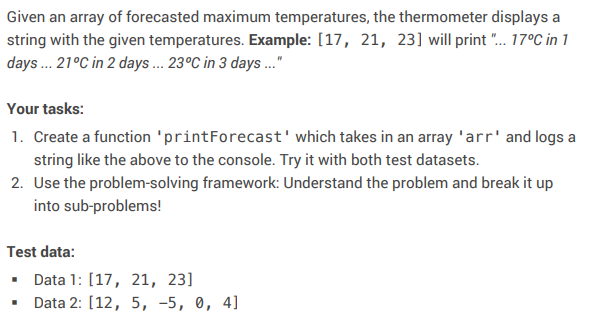 Given an array of forecasted maximum temperatures, the thermometer displays a
string with the given temperatures. Example: [17, 21, 23] will print "... 17ºC in 1
days ... 21ºC in 2 days ... 23ºC in 3 days ..."
Your tasks:
1. Create a function 'printForecast' which takes in an array 'arr' and logs a
string like the above to the console. Try it with both test datasets.
2. Use the problem-solving framework: Understand the problem and break it up
into sub-problems!
Test data:
▪ Data 1: [17, 21, 23]
▪ Data 2: [12, 5, −5, 0, 4]